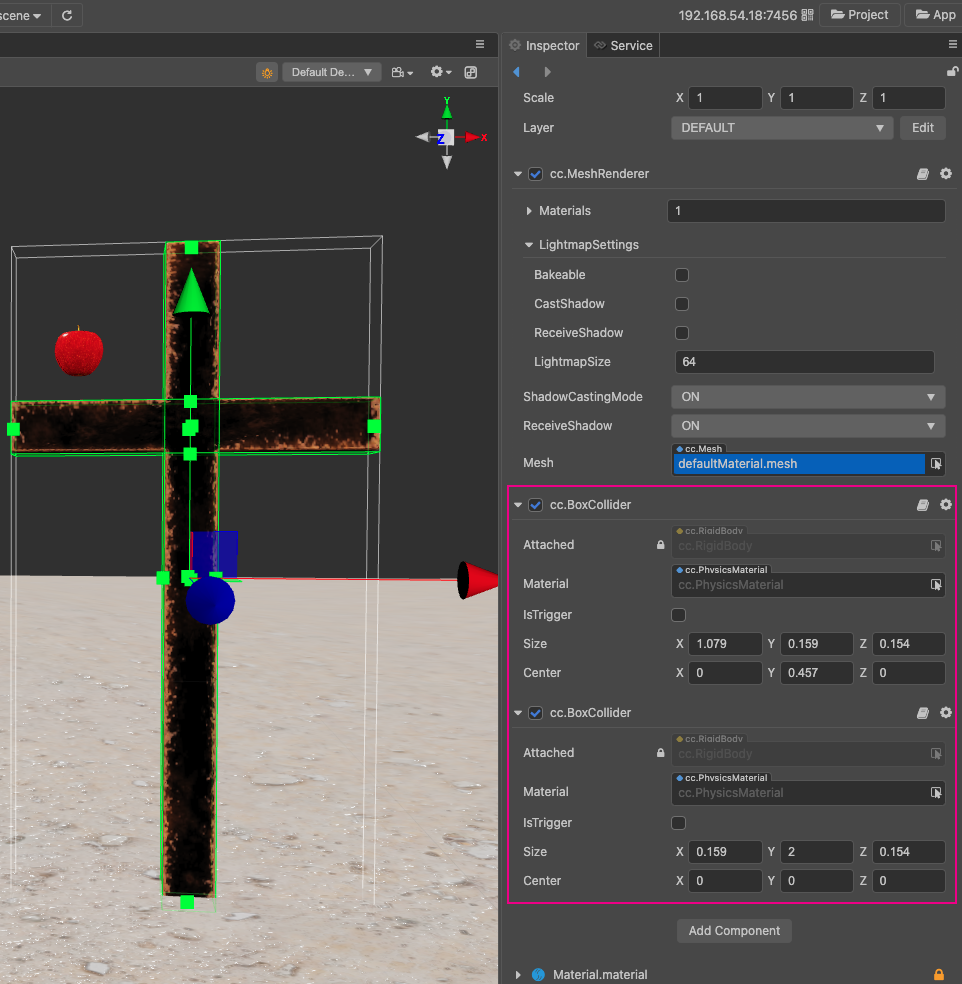 scene
192.168.54.18:7456
Project
App
Inspector
Service
Default De...
Scale X 1 Y 1 Z 1
Layer DEFAULT Edit
Y
Z
X
cc.MeshRenderer
Materials 1
LightmapSettings
Bakeable
CastShadow
ReceiveShadow
LightmapSize 64
ShadowCastingMode ON
ReceiveShadow ON
cc.Mesh
Mesh defaultMaterial.mesh
cc.BoxCollider
cc.RigidBody
Attached cc.RigidBody
cc.PhysicsMaterial
Material cc.PhysicsMaterial
IsTrigger
Size X 1.079 Y 0.159 Z 0.154
Center X 0 Y 0.457 Z 0
cc.BoxCollider
cc.RigidBody
Attached cc.RigidBody
cc.PhysicsMaterial
Material cc.PhysicsMaterial
IsTrigger
Size X 0.159 Y 2 Z 0.154
Center X 0 Y 0 Z 0
Add Component
Material.material